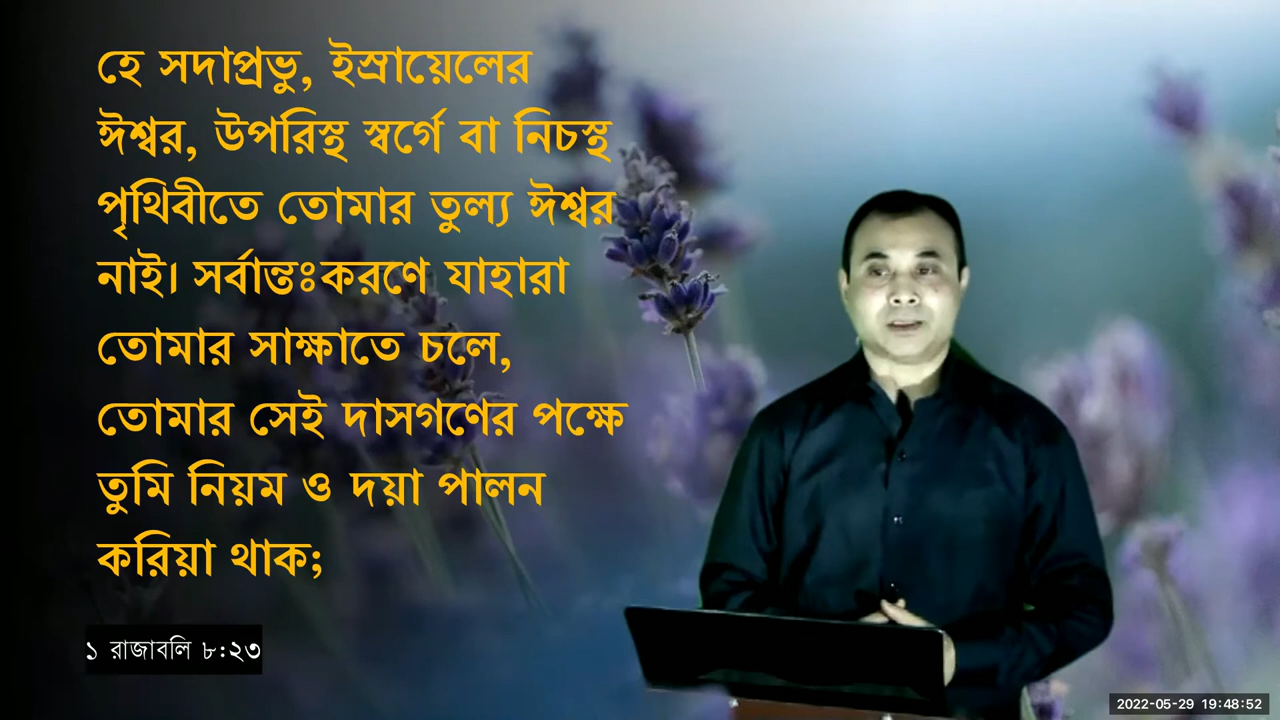 হে সদাপ্রভু, ইস্রায়েলের
ঈশ্বর, উপরিস্থ স্বর্গে বা নিচস্থ
পৃথিবীতে তোমার তুল্য ঈশ্বর
নাই। সর্বান্তঃকরণে যাহারা
তোমার সাক্ষাতে চলে,
তোমার সেই দাসগণের পক্ষে
তুমি নিয়ম ও দয়া পালন
করিয়া থাক;
১ রাজাবলি ৮:২৩
2022-05-29 19:48:52